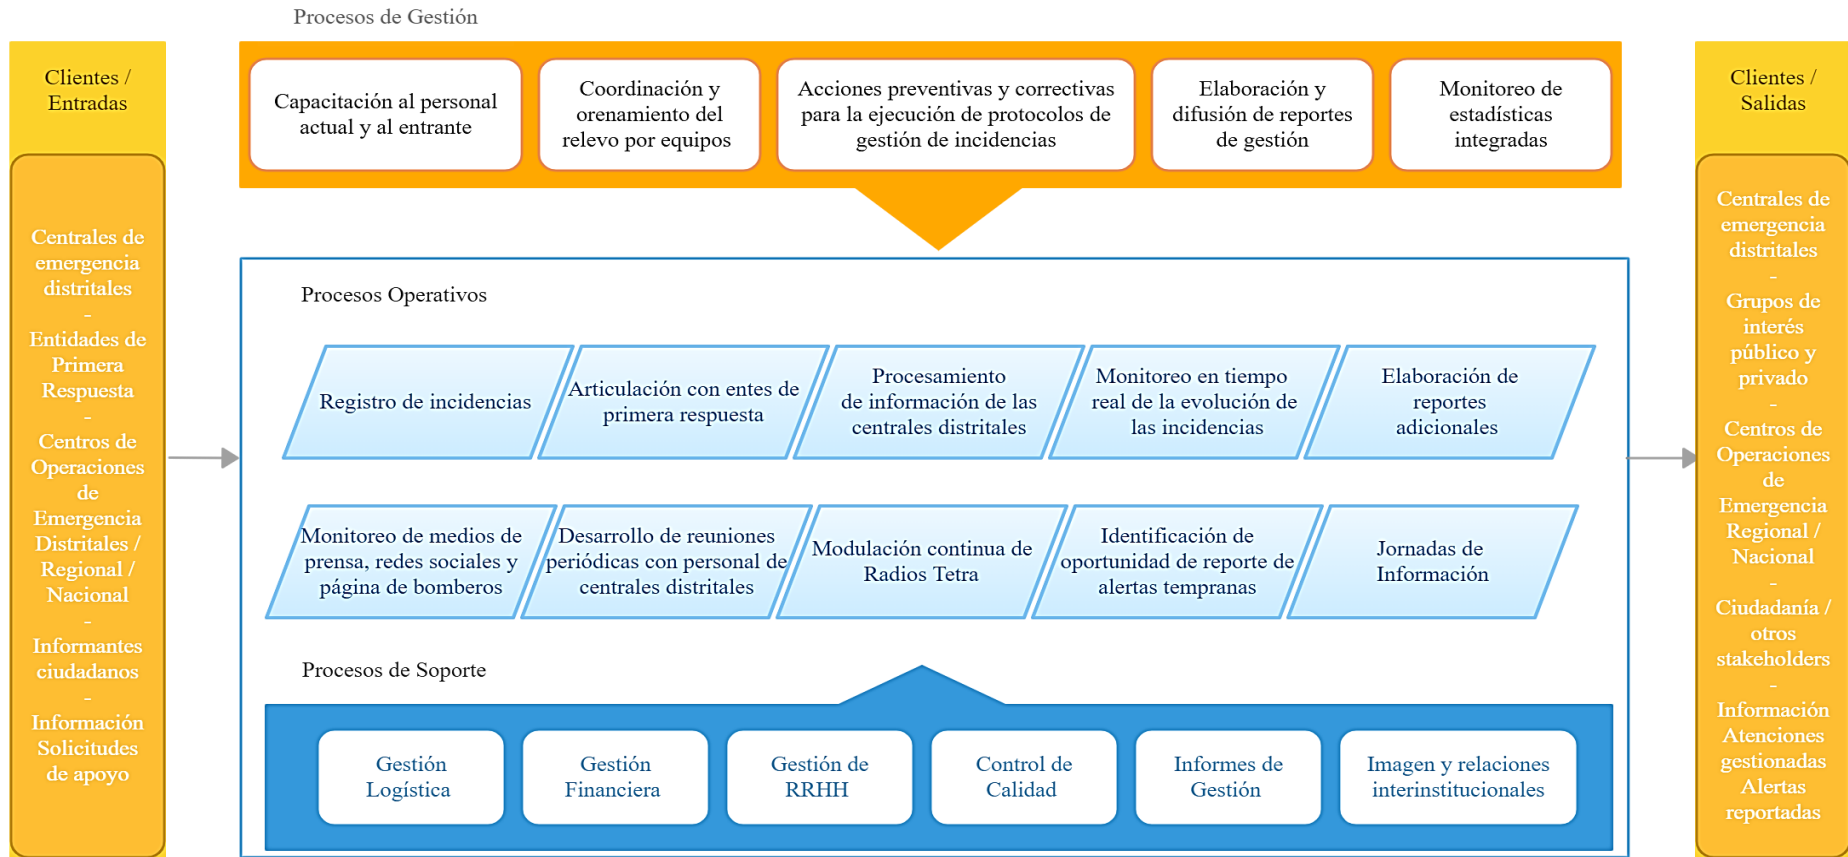 Procesos de Gestión
Clientes /
Entradas
Centrales de
emergencia
distritales
-
Entidades de
Primera
Respuesta
-
Centros de
Operaciones
de
Emergencia
Distritales /
Regional /
Nacional
-
Informantes
ciudadanos
-
Información
Solicitudes
de apoyo
Capacitación al personal
actual y al entrante
Coordinación y
orenamiento del
relevo por equipos
Acciones preventivas y correctivas
para la ejecución de protocolos de
gestión de incidencias
Elaboración y
difusión de reportes
de gestión
Monitoreo de
estadísticas
integradas
Procesos Operativos
Registro de incidencias
Articulación con entes de
primera respuesta
Procesamiento
de información de las
centrales distritales
Monitoreo en tiempo
real de la evolución de
las incidencias
Elaboración de
reportes
adicionales
Monitoreo de medios de
prensa, redes sociales y
página de bomberos
Desarrollo de reuniones
periódicas con personal de
centrales distritales
Modulación continua de
Radios Tetra
Identificación de
oportunidad de reporte de
alertas tempranas
Jornadas de
Información
Procesos de Soporte
Gestión
Logística
Gestión
Financiera
Gestión de
RRHH
Control de
Calidad
Informes de
Gestión
Imagen y relaciones
interinstitucionales
Clientes /
Salidas
Centrales de
emergencia
distritales
-
Grupos de
interés
público y
privado
-
Centros de
Operaciones
de
Emergencia
Regional /
Nacional
-
Ciudadanía /
otros
stakeholders
-
Información
Atenciones
gestionadas
Alertas
reportadas